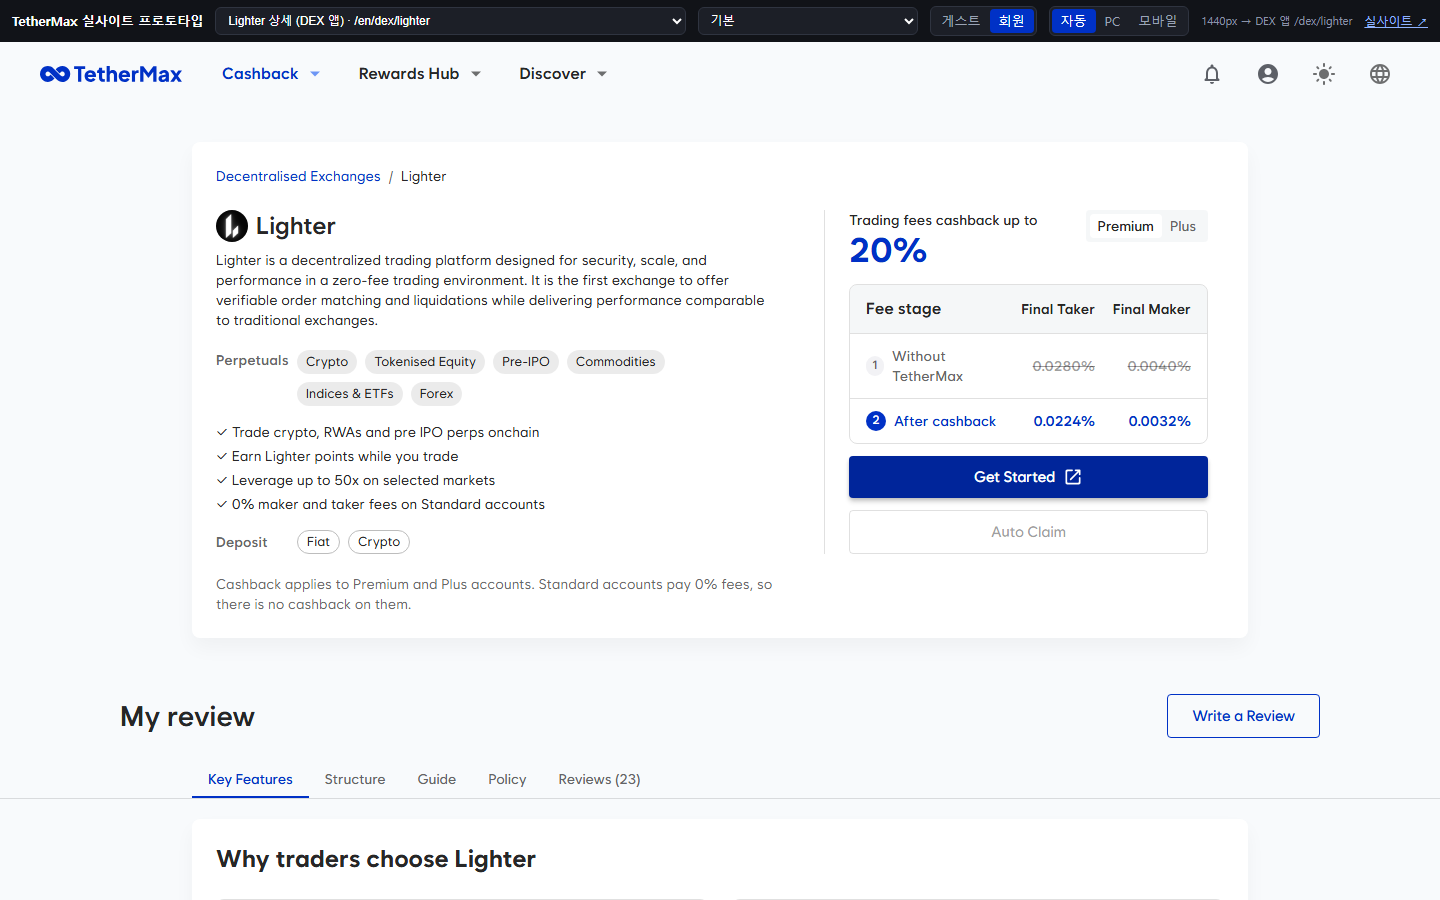 TetherMax 실사이트 프로토타입
Lighter 상세 (DEX 앱) · /en/dex/lighter
기본
게스트 회원
자동 PC 모바일
1440px → DEX 앱 /dex/lighter
실사이트 ↗
TetherMax
Cashback
Rewards Hub
Discover
Decentralised Exchanges / Lighter
Lighter
Lighter is a decentralized trading platform designed for security, scale, and
performance in a zero-fee trading environment. It is the first exchange to offer
verifiable order matching and liquidations while delivering performance comparable
to traditional exchanges.
Perpetuals Crypto Tokenised Equity Pre-IPO Commodities
Indices & ETFs Forex
Trade crypto, RWAs and pre IPO perps onchain
Earn Lighter points while you trade
Leverage up to 50x on selected markets
0% maker and taker fees on Standard accounts
Deposit Fiat Crypto
Cashback applies to Premium and Plus accounts. Standard accounts pay 0% fees, so
there is no cashback on them.
Trading fees cashback up to
20%
Premium Plus
Fee stage Final Taker Final Maker
1 Without
TetherMax 0.0280% 0.0040%
2 After cashback 0.0224% 0.0032%
Get Started
Auto Claim
My review
Write a Review
Key Features Structure Guide Policy Reviews (23)
Why traders choose Lighter